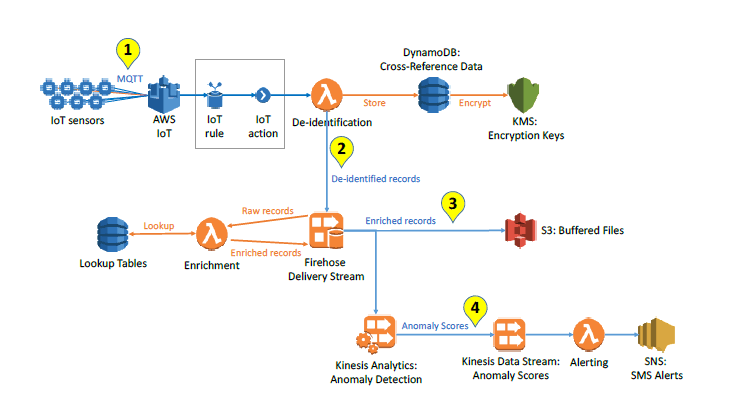 1
MQTT
IoT sensors
AWS
IoT
IoT
rule
IoT
action
De-identification
Store
DynamoDB:
Cross-Reference Data
Encrypt
KMS:
Encryption Keys
2
De-identified records
Lookup Tables
Lookup
Enrichment
Raw records
Enriched records
Firehose
Delivery Stream
3
Enriched records
S3: Buffered Files
Kinesis Analytics:
Anomaly Detection
4
Anomaly Scores
Kinesis Data Stream:
Anomaly Scores
Alerting
SNS:
SMS Alerts